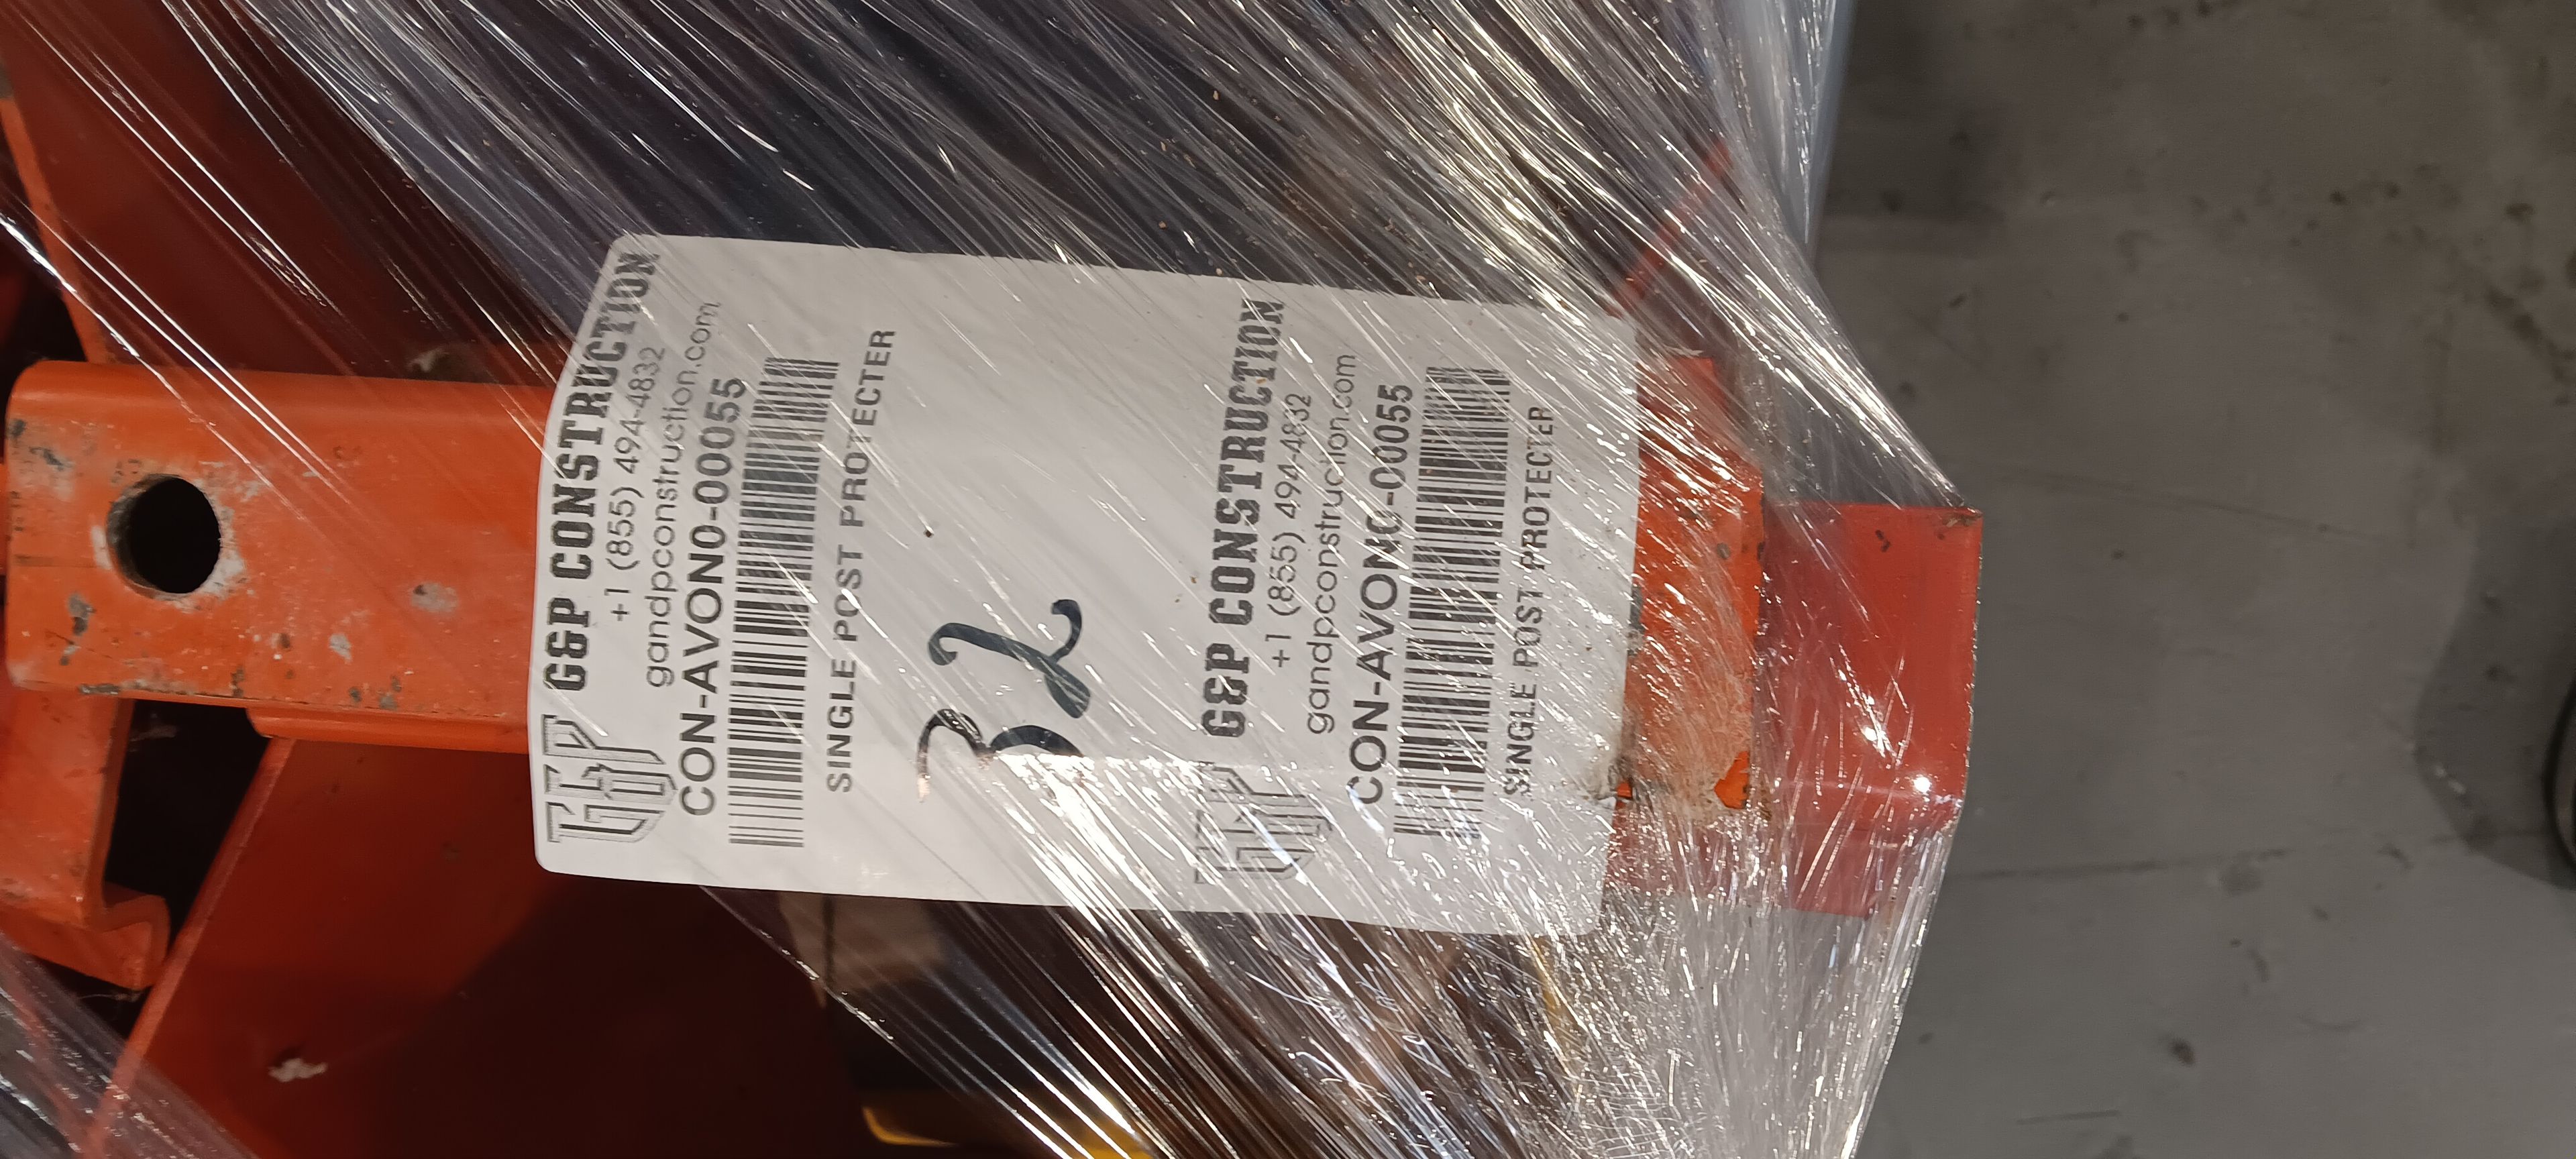 G&P G&P CONSTRUCTION
+1 (855) 494-4832
gandpconstruction.com
CON-AVON0-00055
SINGLE POST PROTECTER
32
G&P G&P CONSTRUCTION
+1 (855) 494-4832
gandpconstruction.com
CON-AVON0-00055
SINGLE POST PROTECTER